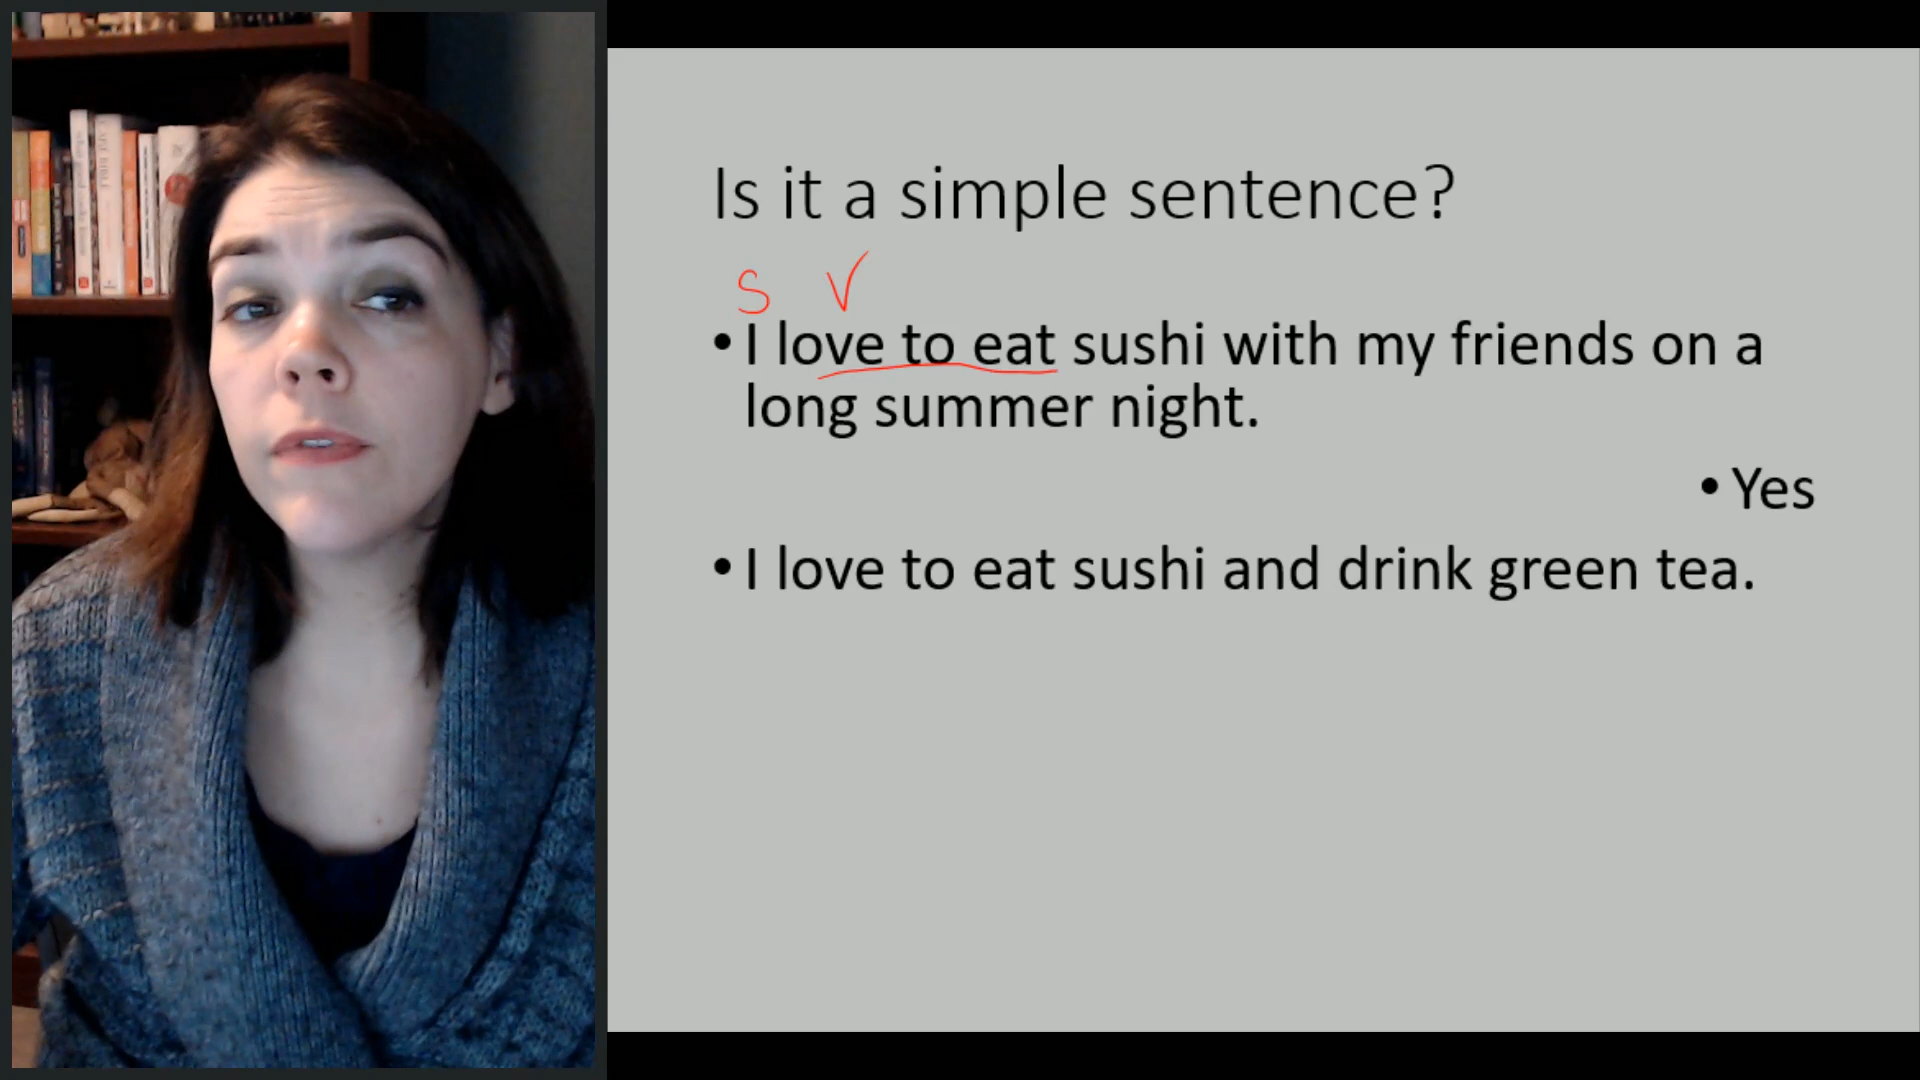 Is it a simple sentence?
S V
• I love to eat sushi with my friends on a
long summer night.
• Yes
• I love to eat sushi and drink green tea.